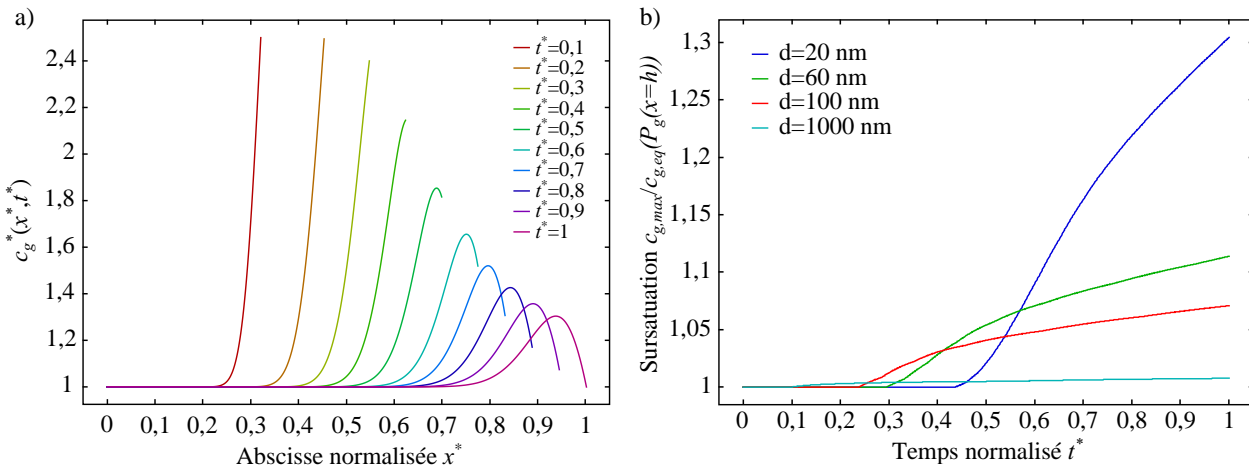 a)
c_g^*(x^*,t^*)
2,4
2,2
2
1,8
1,6
1,4
1,2
1
0 0,1 0,2 0,3 0,4 0,5 0,6 0,7 0,8 0,9 1
Abscisse normalisée x^*
t^*=0,1
t^*=0,2
t^*=0,3
t^*=0,4
t^*=0,5
t^*=0,6
t^*=0,7
t^*=0,8
t^*=0,9
t^*=1
b)
Sursatuation c_{g,max}/c_{g,eq}(P_g(x=h))
1,3
1,25
1,2
1,15
1,1
1,05
1
0 0,1 0,2 0,3 0,4 0,5 0,6 0,7 0,8 0,9 1
Temps normalisé t^*
d=20 nm
d=60 nm
d=100 nm
d=1000 nm